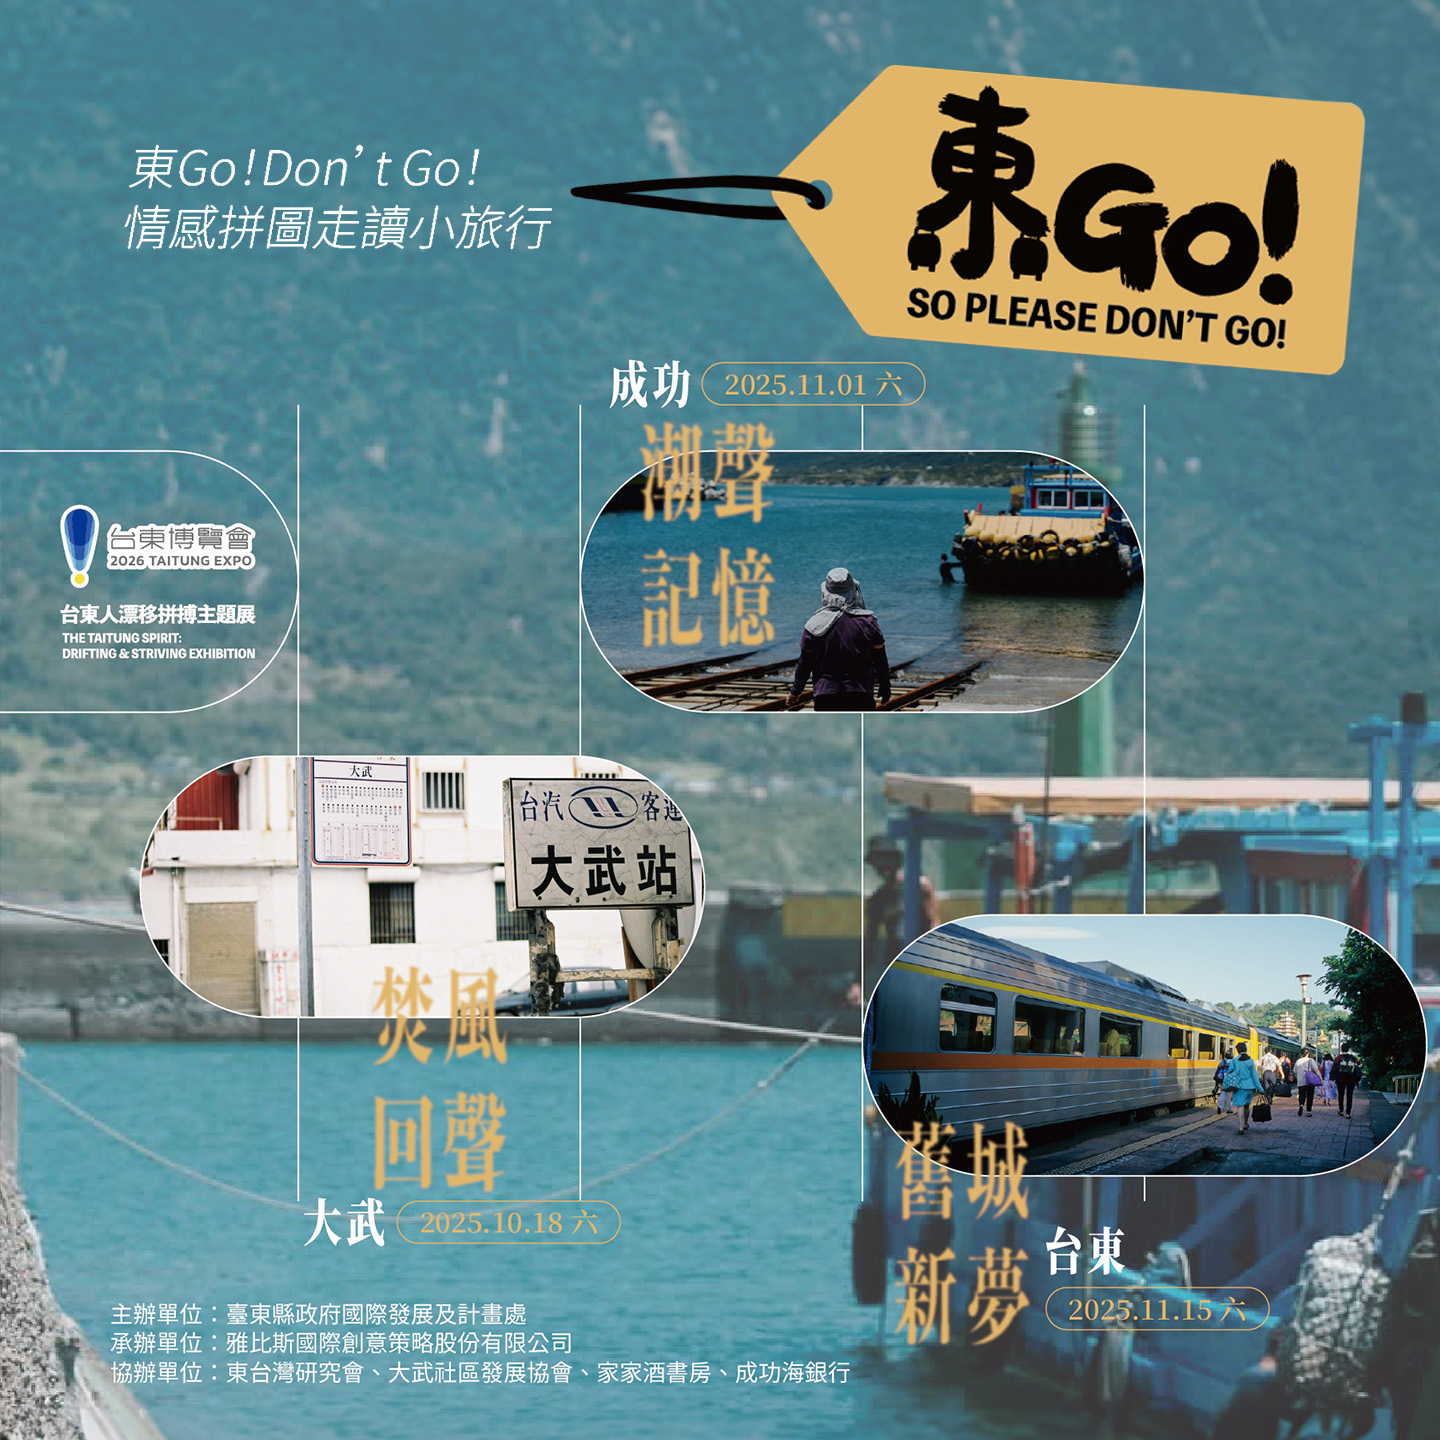 東Go!Don't Go!
情感拼圖走讀小旅行
東Go!
SO PLEASE DON'T GO!
成功 2025.11.01 六
潮聲
記憶
台東博覽會
2026 TAITUNG EXPO
台東人漂移拼搏主題展
THE TAITUNG SPIRIT:
DRIFTING & STRIVING EXHIBITION
大武
台汽 客運
大武站
焚風
回聲
大武 2025.10.18 六
舊城
新夢
台東
2025.11.15 六
主辦單位：臺東縣政府國際發展及計畫處
承辦單位：雅比斯國際創意策略股份有限公司
協辦單位：東台灣研究會、大武社區發展協會、家家酒書房、成功海銀行